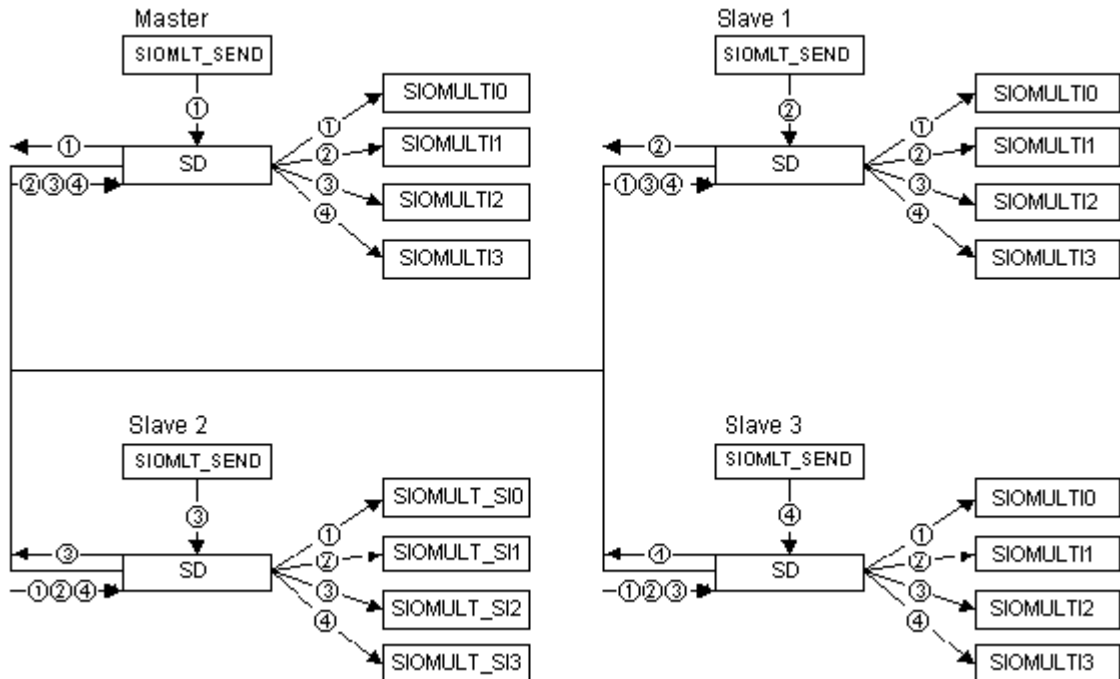 Master
SIOMLT_SEND
①
SIOMULTI0
①
SIOMULTI1
②
①
SD
③
SIOMULTI2
②③④
④
SIOMULTI3
Slave 1
SIOMLT_SEND
②
SIOMULTI0
①
SIOMULTI1
②
②
SD
③
SIOMULTI2
①③④
④
SIOMULTI3
Slave 2
SIOMLT_SEND
③
SIOMULT_SI0
①
SIOMULT_SI1
②
③
SD
③
SIOMULT_SI2
①②④
④
SIOMULT_SI3
Slave 3
SIOMLT_SEND
④
SIOMULTI0
①
SIOMULTI1
②
④
SD
③
SIOMULTI2
①②③
④
SIOMULTI3